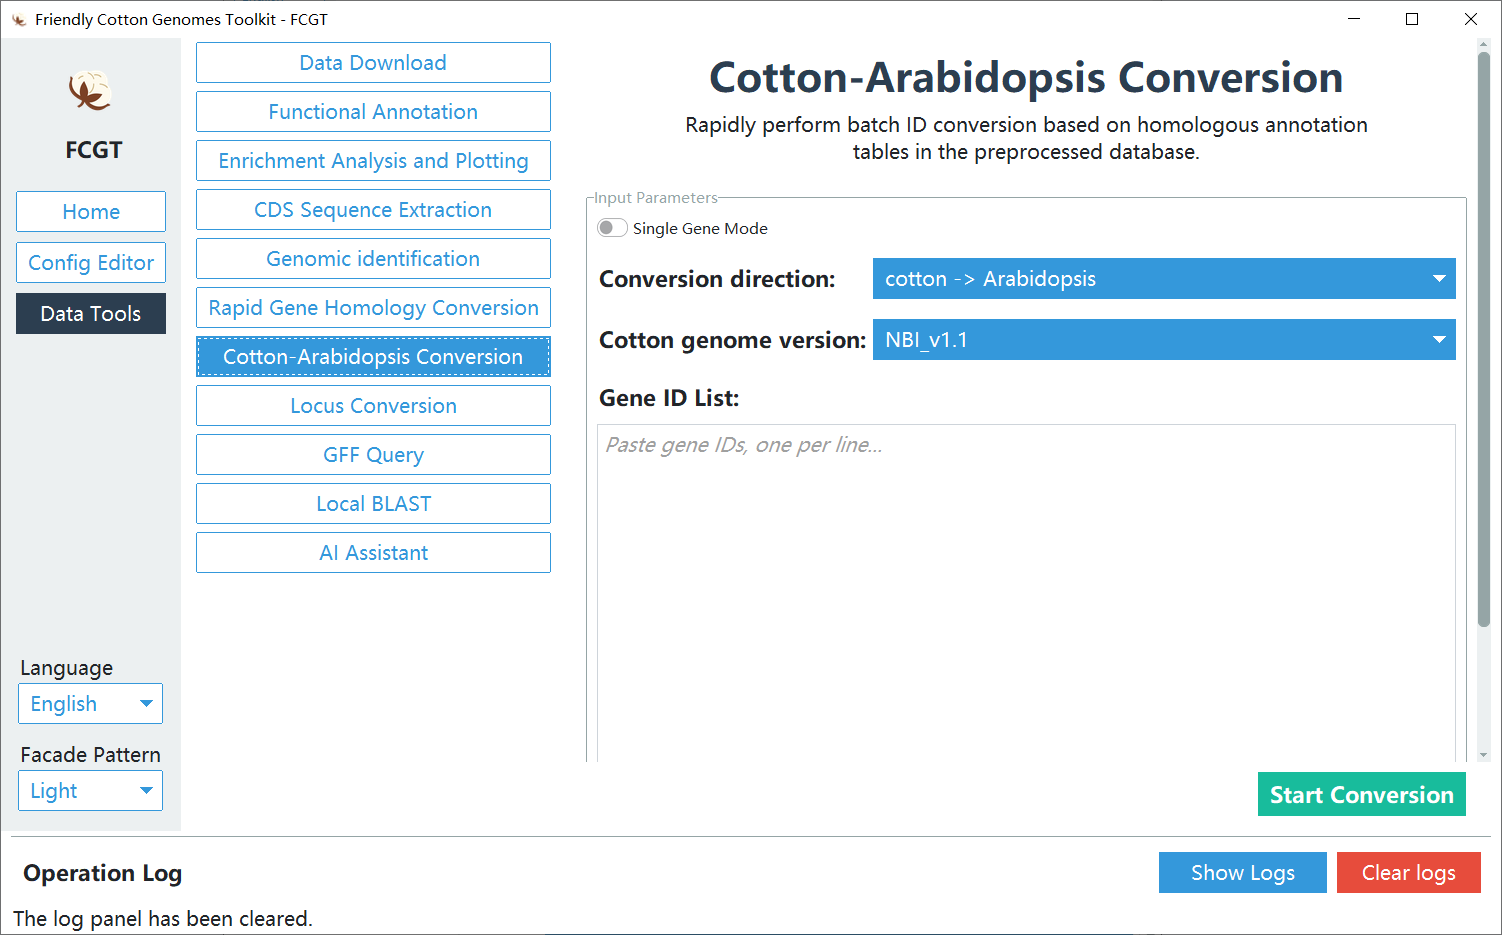 Friendly Cotton Genomes Toolkit - FCGT
FCGT
Home
Config Editor
Data Tools
Language
English
Facade Pattern
Light
Data Download
Functional Annotation
Enrichment Analysis and Plotting
CDS Sequence Extraction
Genomic identification
Rapid Gene Homology Conversion
Cotton-Arabidopsis Conversion
Locus Conversion
GFF Query
Local BLAST
AI Assistant
Cotton-Arabidopsis Conversion
Rapidly perform batch ID conversion based on homologous annotation
tables in the preprocessed database.
Input Parameters
Single Gene Mode
Conversion direction: cotton -> Arabidopsis
Cotton genome version: NBI_v1.1
Gene ID List:
Paste gene IDs, one per line...
Start Conversion
Operation Log
Show Logs
Clear logs
The log panel has been cleared.